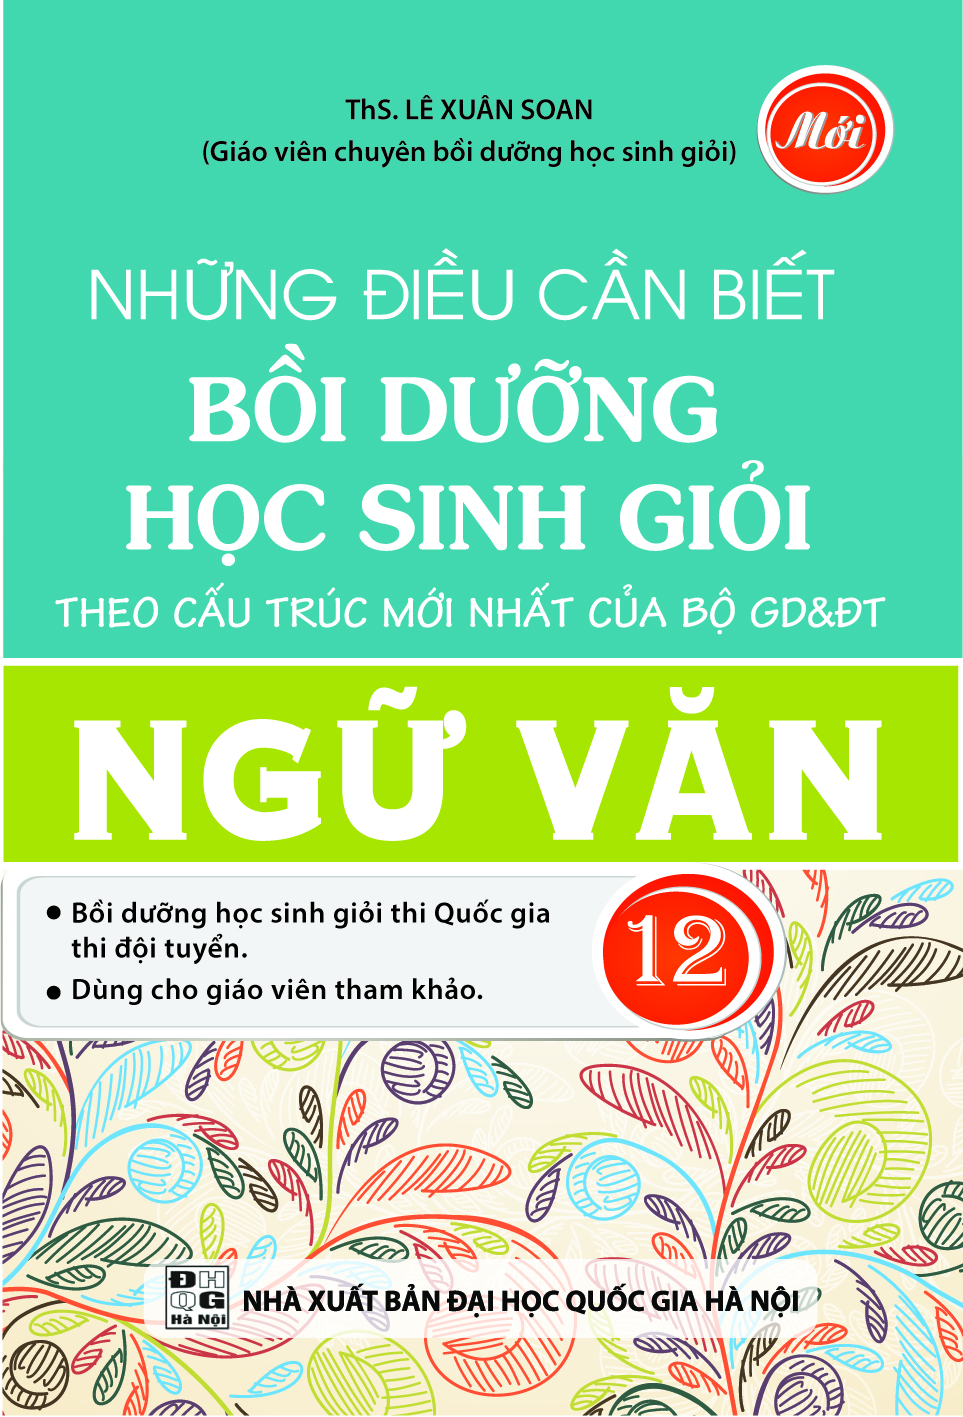 ThS. LÊ XUÂN SOAN
(Giáo viên chuyên bồi dưỡng học sinh giỏi)
Mới
NHỮNG ĐIỀU CẦN BIẾT
BỒI DƯỠNG
HỌC SINH GIỎI
THEO CẤU TRÚC MỚI NHẤT CỦA BỘ GD&ĐT
NGỮ VĂN
• Bồi dưỡng học sinh giỏi thi Quốc gia
thi đội tuyển.
• Dùng cho giáo viên tham khảo.
12
ĐH
QG
Hà Nội
NHÀ XUẤT BẢN ĐẠI HỌC QUỐC GIA HÀ NỘI